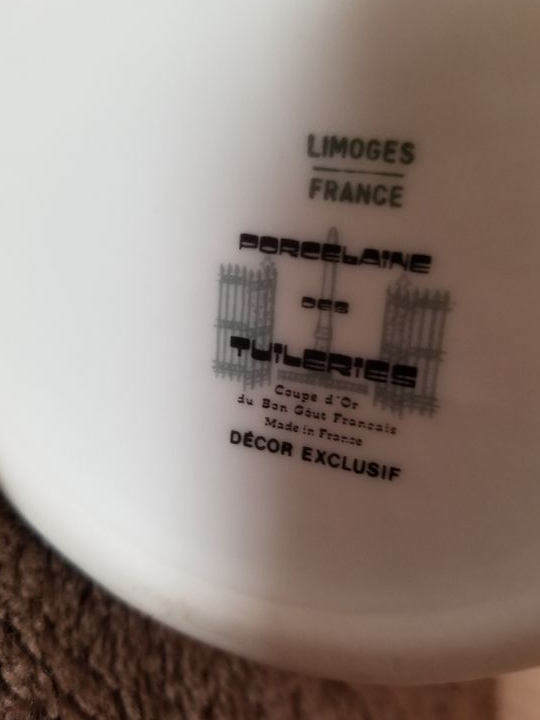 LIMOGES
FRANCE
PORCELAINE
DES
TUILERIES
Coupe d'Or
du Bon Goût Français
Made in France
DÉCOR EXCLUSIF